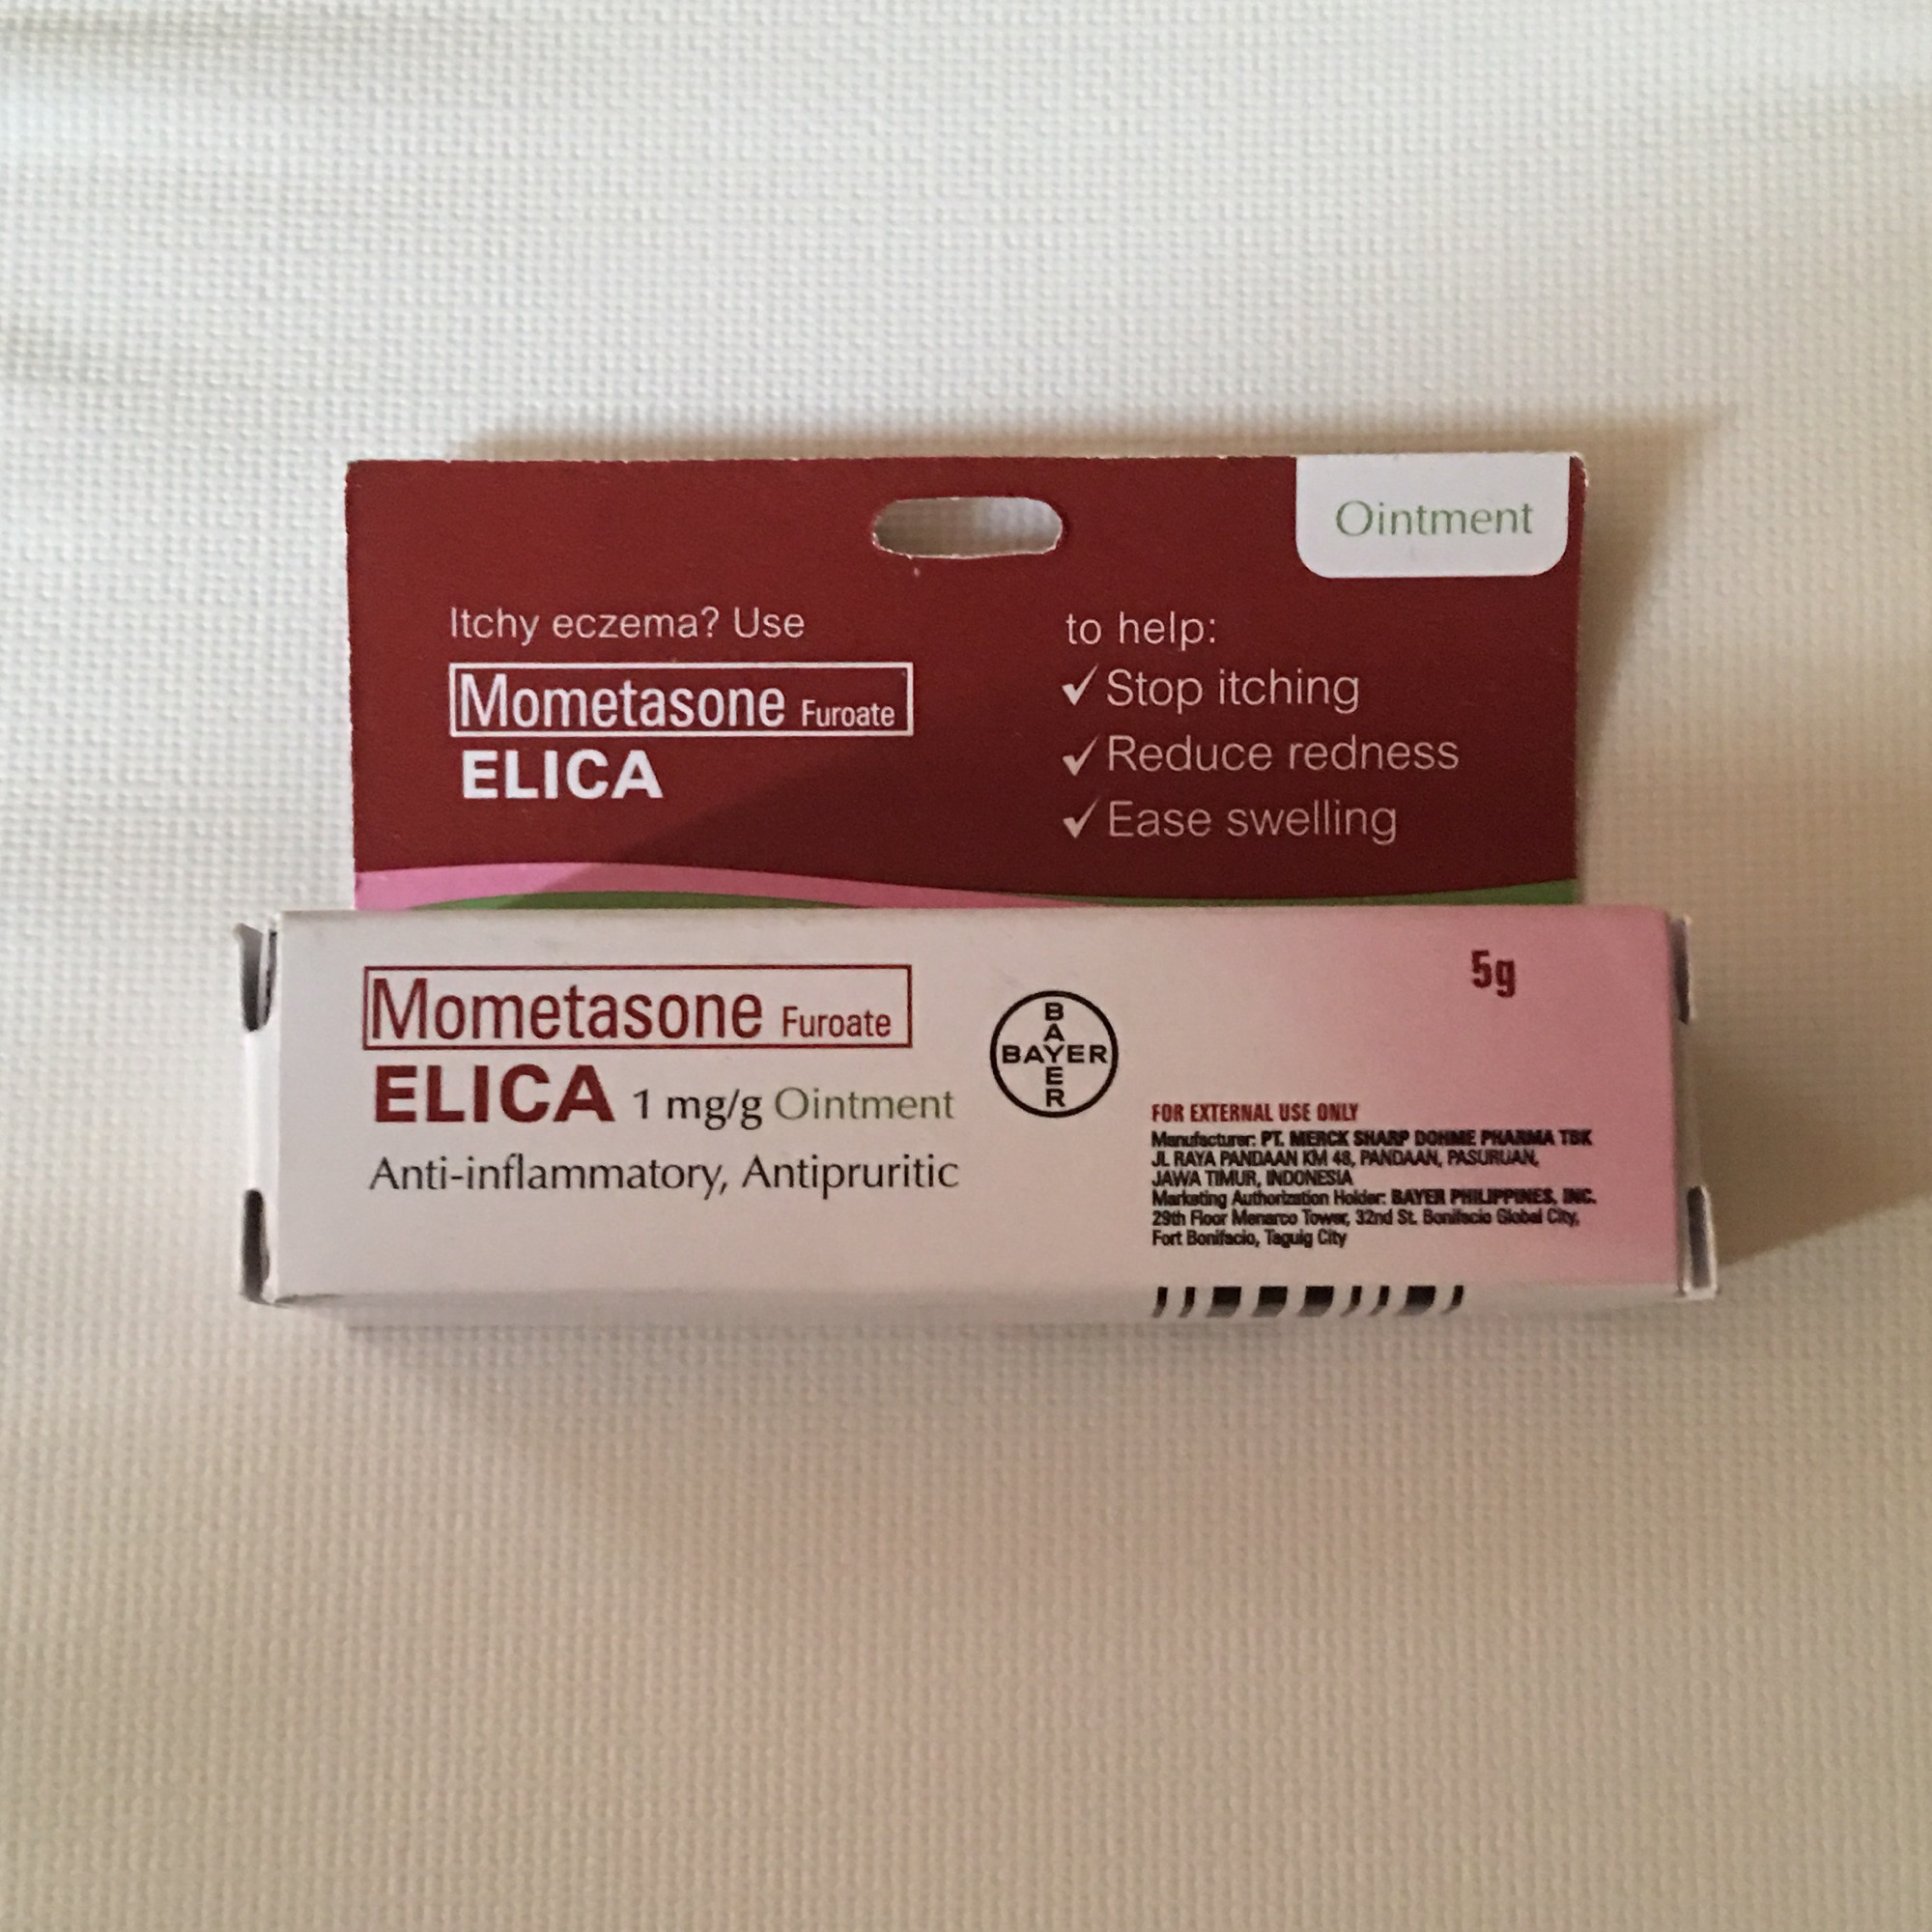 Ointment
Itchy eczema? Use
Mometasone Furoate
ELICA
to help:
✓ Stop itching
✓ Reduce redness
✓ Ease swelling
Mometasone Furoate
ELICA 1 mg/g Ointment
Anti-inflammatory, Antipruritic
BAYER
BAYER
5g
FOR EXTERNAL USE ONLY
Manufacturer: PT. MERCK SHARP DOHME PHARMA TBK
JL RAYA PANDAAN KM 48, PANDAAN, PASURUAN,
JAWA TIMUR, INDONESIA
Marketing Authorization Holder: BAYER PHILIPPINES, INC.
29th Floor Menarco Tower, 32nd St. Bonifacio Global City,
Fort Bonifacio, Taguig City